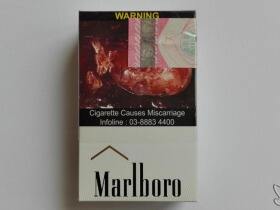 WARNING
Cigarette Causes Miscarriage
Infoline : 03-8883 4400
Marlboro